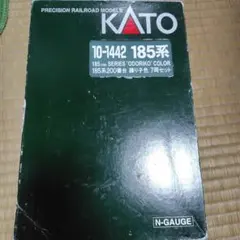 PRECISION RAILROAD MODELS
KATO
10-1442 185系
185 SERIES "ODORIKO" COLOR
185系200番台 踊り子色 7両セット
N-GAUGE